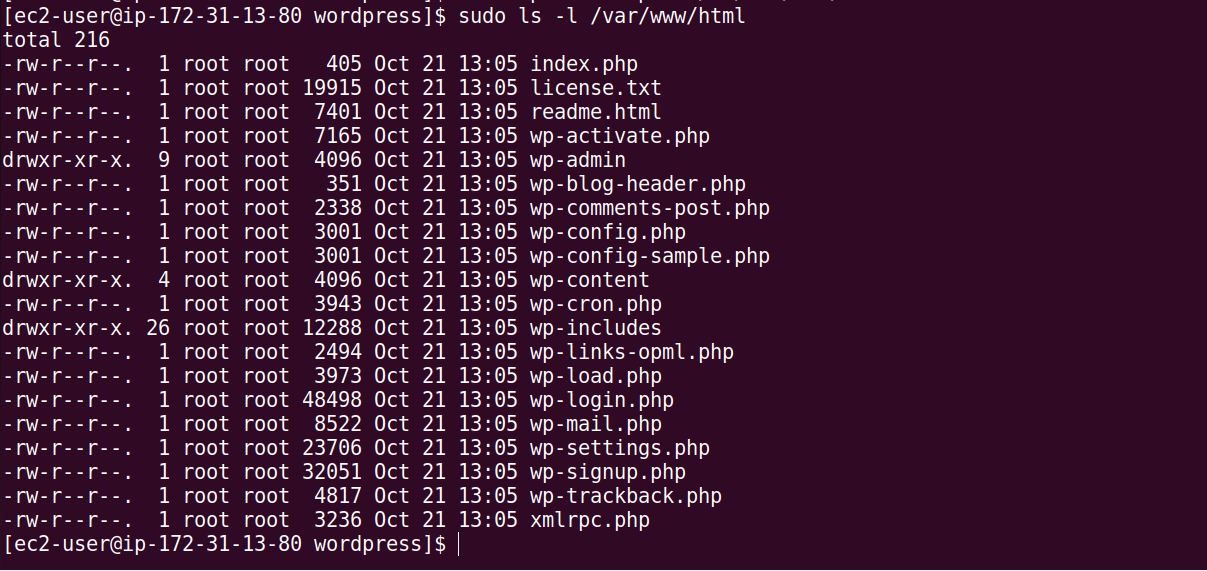 [ec2-user@ip-172-31-13-80 wordpress]$ sudo ls -l /var/www/html
total 216
-rw-r--r--.  1 root root   405 Oct 21 13:05 index.php
-rw-r--r--.  1 root root 19915 Oct 21 13:05 license.txt
-rw-r--r--.  1 root root  7401 Oct 21 13:05 readme.html
-rw-r--r--.  1 root root  7165 Oct 21 13:05 wp-activate.php
drwxr-xr-x.  9 root root  4096 Oct 21 13:05 wp-admin
-rw-r--r--.  1 root root   351 Oct 21 13:05 wp-blog-header.php
-rw-r--r--.  1 root root  2338 Oct 21 13:05 wp-comments-post.php
-rw-r--r--.  1 root root  3001 Oct 21 13:05 wp-config.php
-rw-r--r--.  1 root root  3001 Oct 21 13:05 wp-config-sample.php
drwxr-xr-x.  4 root root  4096 Oct 21 13:05 wp-content
-rw-r--r--.  1 root root  3943 Oct 21 13:05 wp-cron.php
drwxr-xr-x. 26 root root 12288 Oct 21 13:05 wp-includes
-rw-r--r--.  1 root root  2494 Oct 21 13:05 wp-links-opml.php
-rw-r--r--.  1 root root  3973 Oct 21 13:05 wp-load.php
-rw-r--r--.  1 root root 48498 Oct 21 13:05 wp-login.php
-rw-r--r--.  1 root root  8522 Oct 21 13:05 wp-mail.php
-rw-r--r--.  1 root root 23706 Oct 21 13:05 wp-settings.php
-rw-r--r--.  1 root root 32051 Oct 21 13:05 wp-signup.php
-rw-r--r--.  1 root root  4817 Oct 21 13:05 wp-trackback.php
-rw-r--r--.  1 root root  3236 Oct 21 13:05 xmlrpc.php
[ec2-user@ip-172-31-13-80 wordpress]$